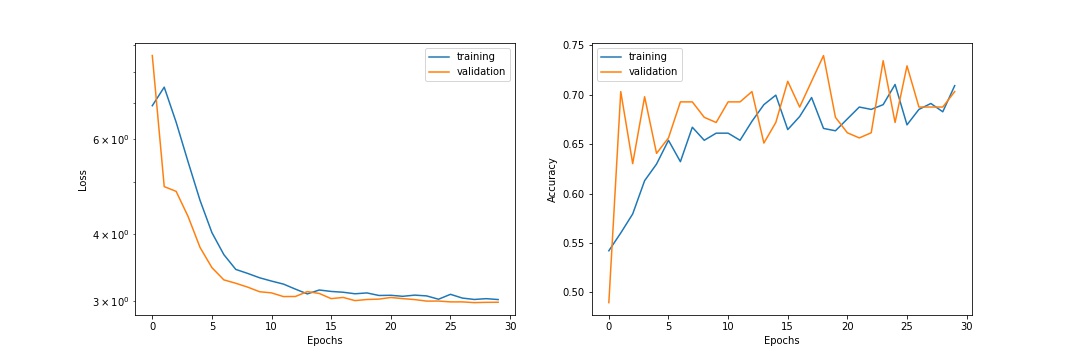 training
validation
6 × 10⁰
4 × 10⁰
3 × 10⁰
Loss
0 5 10 15 20 25 30
Epochs
training
validation
0.75
0.70
0.65
0.60
0.55
0.50
Accuracy
0 5 10 15 20 25 30
Epochs